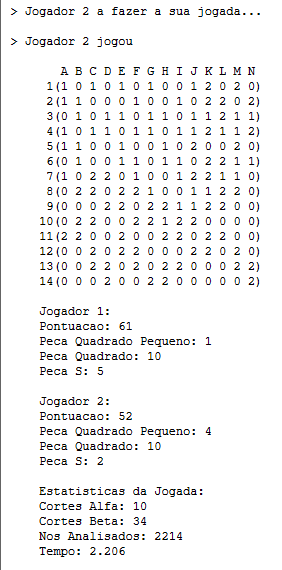 > Jogador 2 a fazer a sua jogada...
> Jogador 2 jogou
A B C D E F G H I J K L M N
1(1 0 1 0 1 0 1 0 0 1 2 0 2 0)
2(1 1 0 0 0 1 0 0 1 0 2 2 0 2)
3(0 1 0 1 1 0 1 1 0 1 1 2 1 1)
4(1 0 1 1 0 1 1 0 1 1 2 1 1 2)
5(1 1 0 0 1 0 0 1 0 2 0 0 2 0)
6(0 1 0 0 1 1 0 1 1 0 2 2 1 1)
7(1 0 2 2 0 1 0 0 1 2 2 1 1 0)
8(0 2 2 0 2 2 1 0 0 1 1 2 2 0)
9(0 0 0 2 2 0 2 2 1 1 2 2 0 0)
10(0 2 2 0 0 2 2 1 2 2 0 0 0 0)
11(2 2 0 0 2 0 0 2 2 0 2 2 0 0)
12(0 0 2 0 2 2 0 0 0 2 2 0 2 0)
13(0 0 2 2 0 2 0 2 2 0 0 0 2 2)
14(0 0 0 2 0 0 2 2 0 0 0 0 0 2)
Jogador 1:
Pontuacao: 61
Peca Quadrado Pequeno: 1
Peca Quadrado: 10
Peca S: 5
Jogador 2:
Pontuacao: 52
Peca Quadrado Pequeno: 4
Peca Quadrado: 10
Peca S: 2
Estatisticas da Jogada:
Cortes Alfa: 10
Cortes Beta: 34
Nos Analisados: 2214
Tempo: 2.206